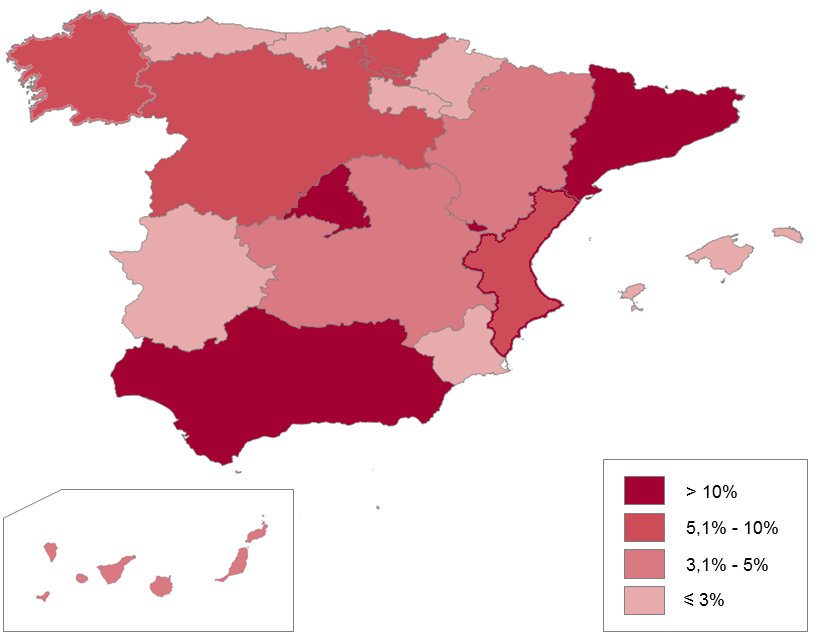 > 10%
5,1% - 10%
3,1% - 5%
≤ 3%